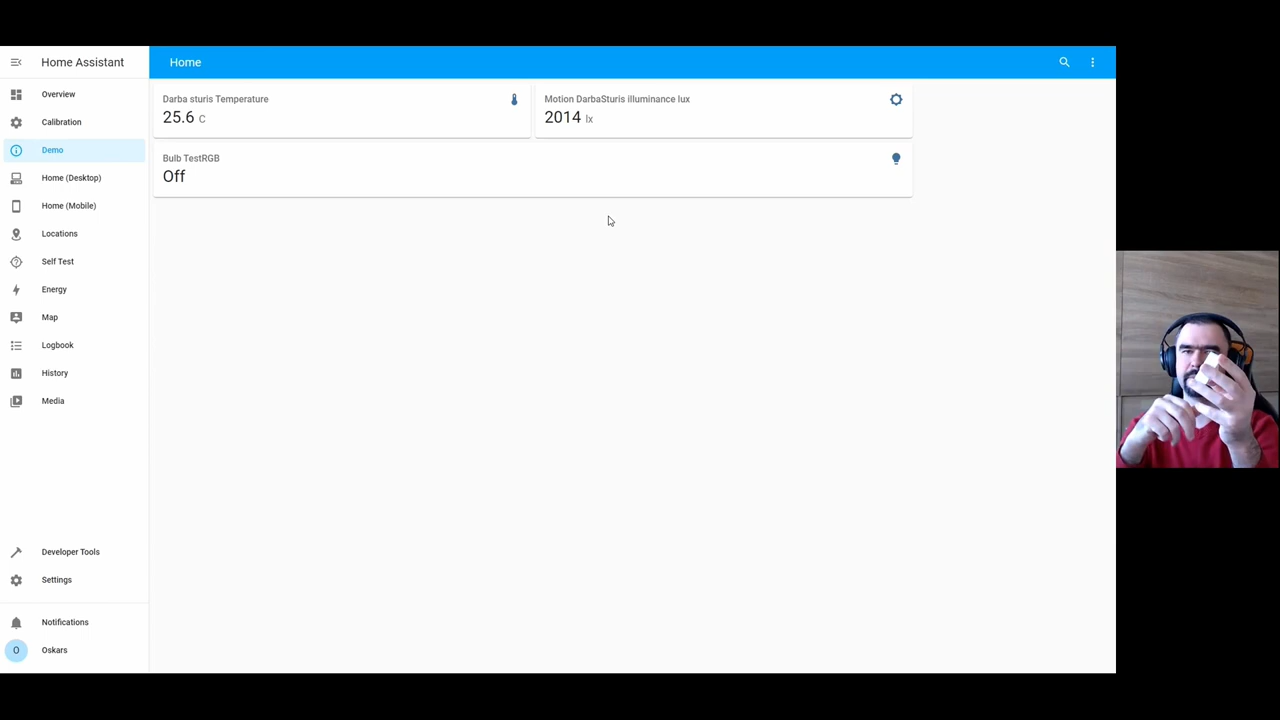 Home Assistant
Home
Overview
Calibration
Demo
Home (Desktop)
Home (Mobile)
Locations
Self Test
Energy
Map
Logbook
History
Media
Developer Tools
Settings
Notifications
O Oskars
Darba sturis Temperature
25.6 C
Motion DarbaSturis illuminance lux
2014 lx
Bulb TestRGB
Off